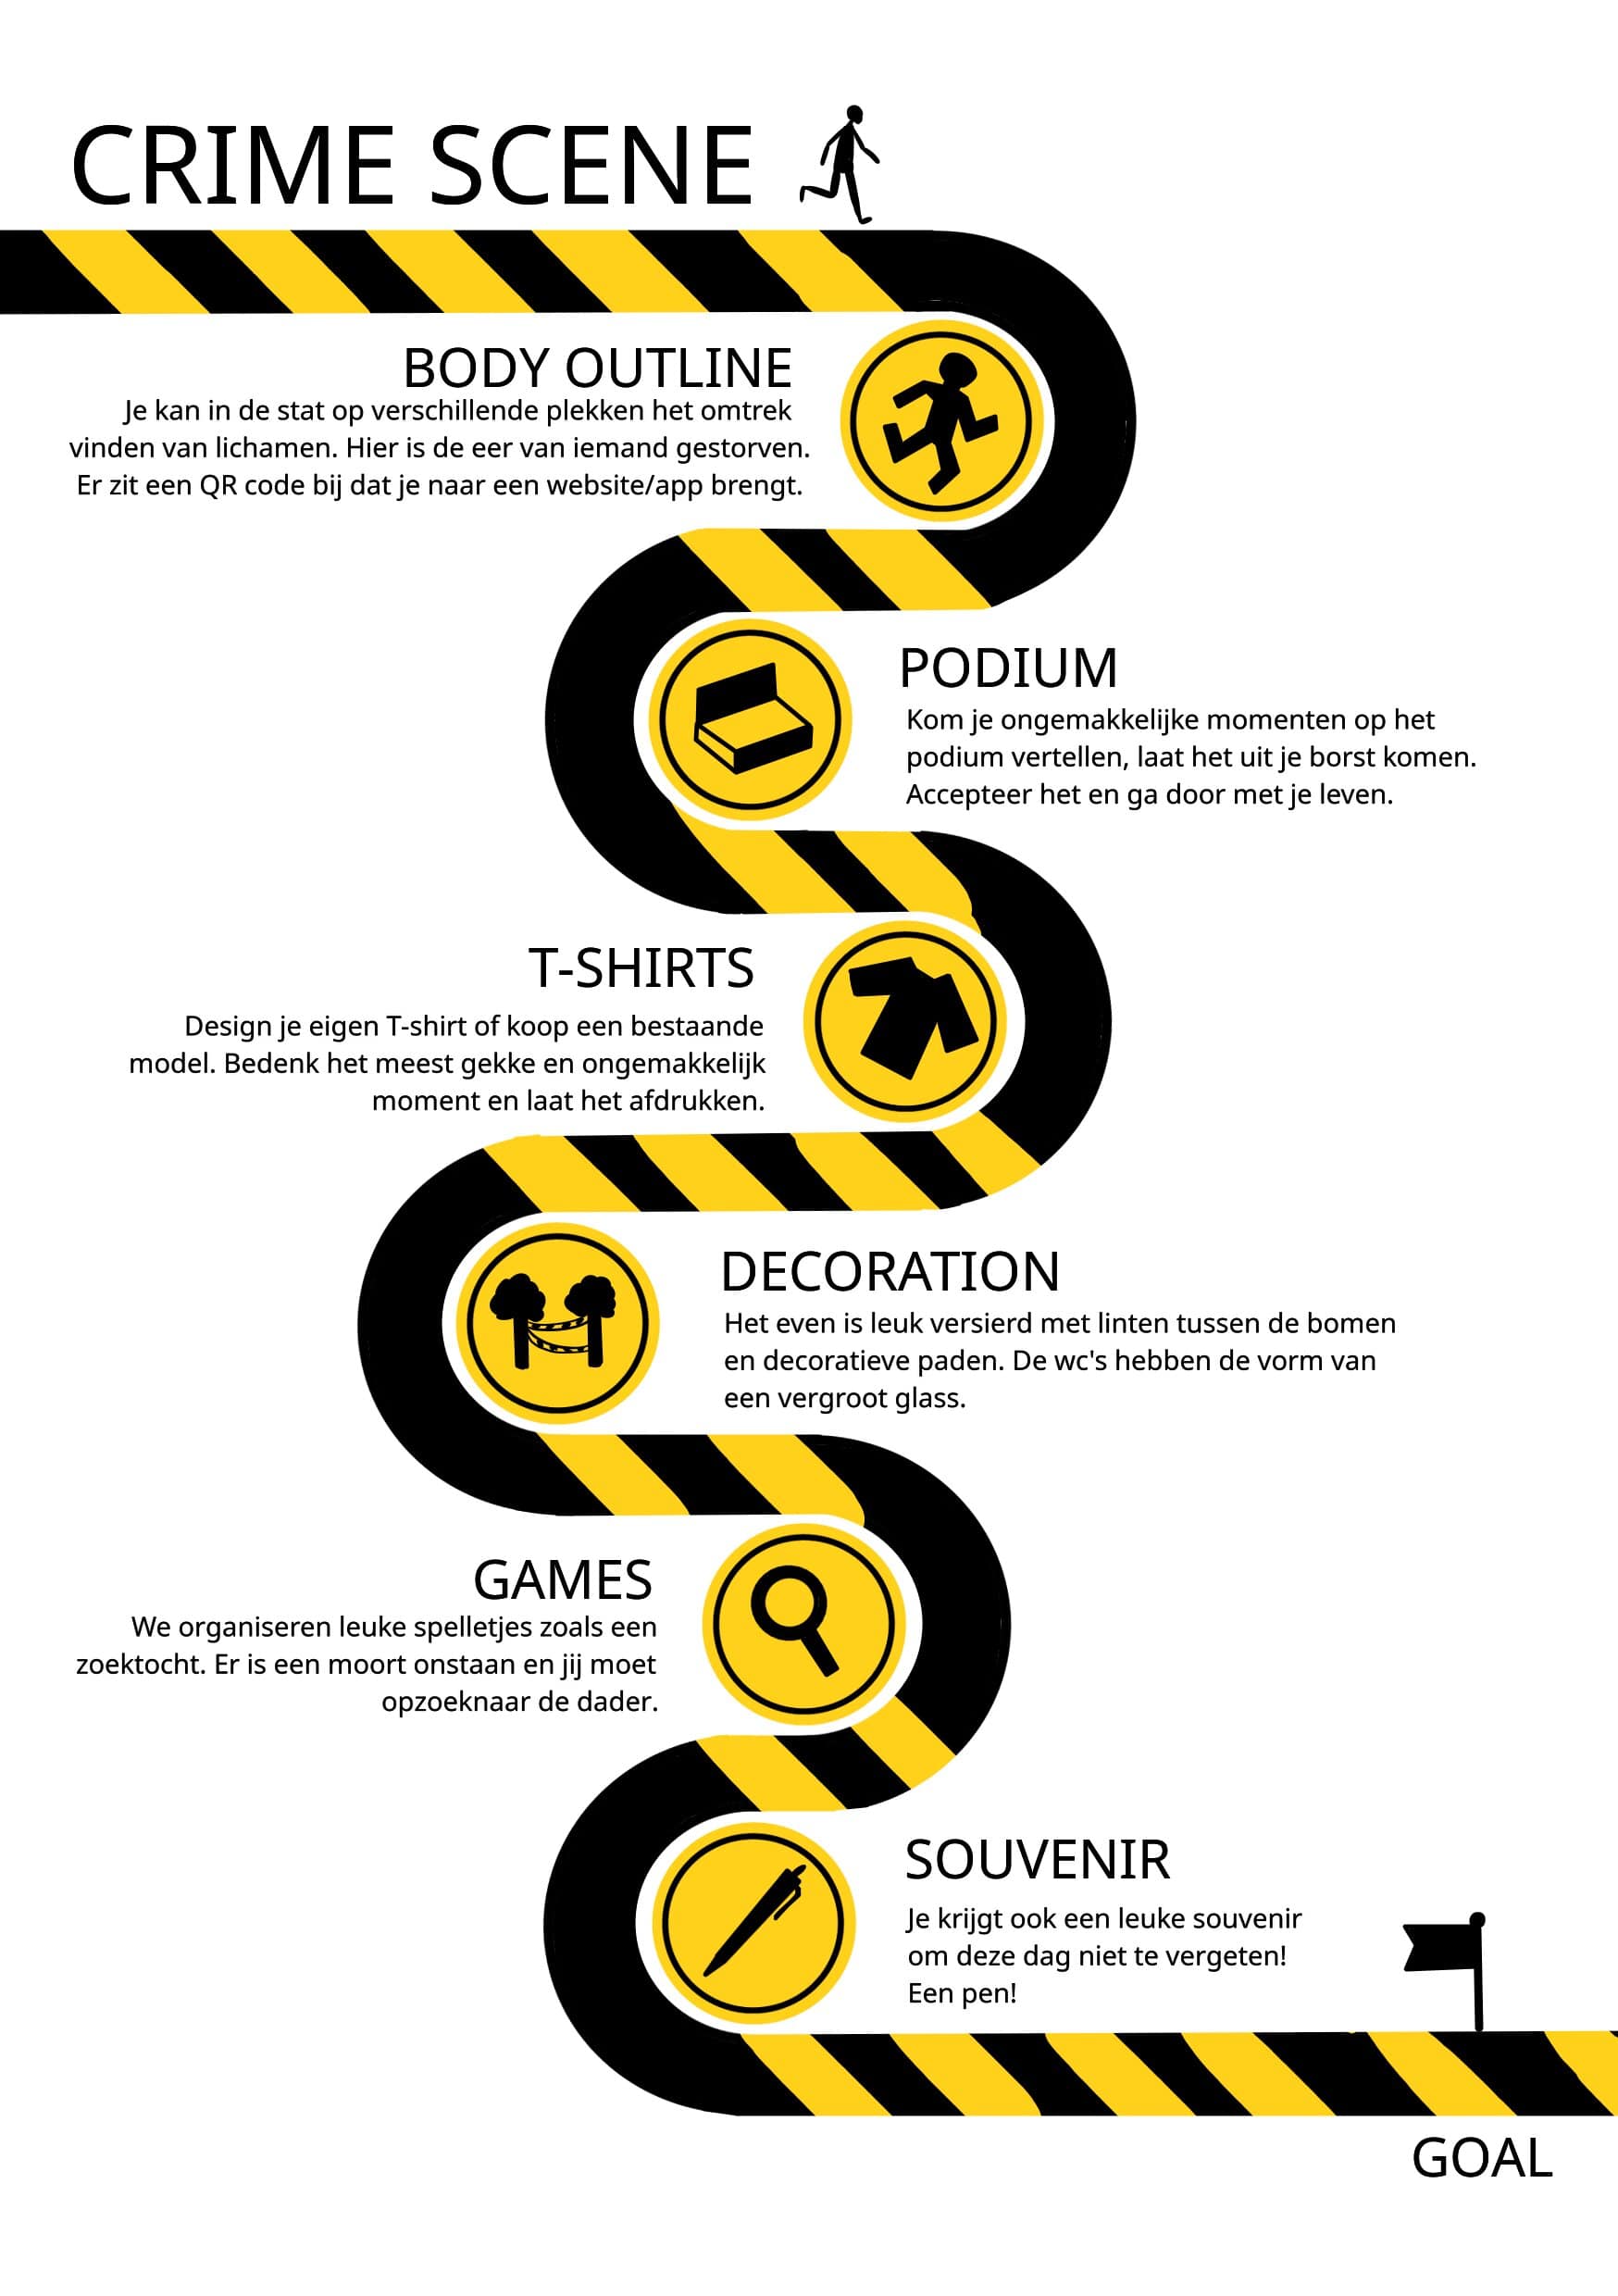 CRIME SCENE
BODY OUTLINE
Je kan in de stat op verschillende plekken het omtrek
vinden van lichamen. Hier is de eer van iemand gestorven.
Er zit een QR code bij dat je naar een website/app brengt.
PODIUM
Kom je ongemakkelijke momenten op het
podium vertellen, laat het uit je borst komen.
Accepteer het en ga door met je leven.
T-SHIRTS
Design je eigen T-shirt of koop een bestaande
model. Bedenk het meest gekke en ongemakkelijk
moment en laat het afdrukken.
DECORATION
Het even is leuk versierd met linten tussen de bomen
en decoratieve paden. De wc's hebben de vorm van
een vergroot glass.
GAMES
We organiseren leuke spelletjes zoals een
zoektocht. Er is een moort onstaan en jij moet
opzoeknaar de dader.
SOUVENIR
Je krijgt ook een leuke souvenir
om deze dag niet te vergeten!
Een pen!
GOAL